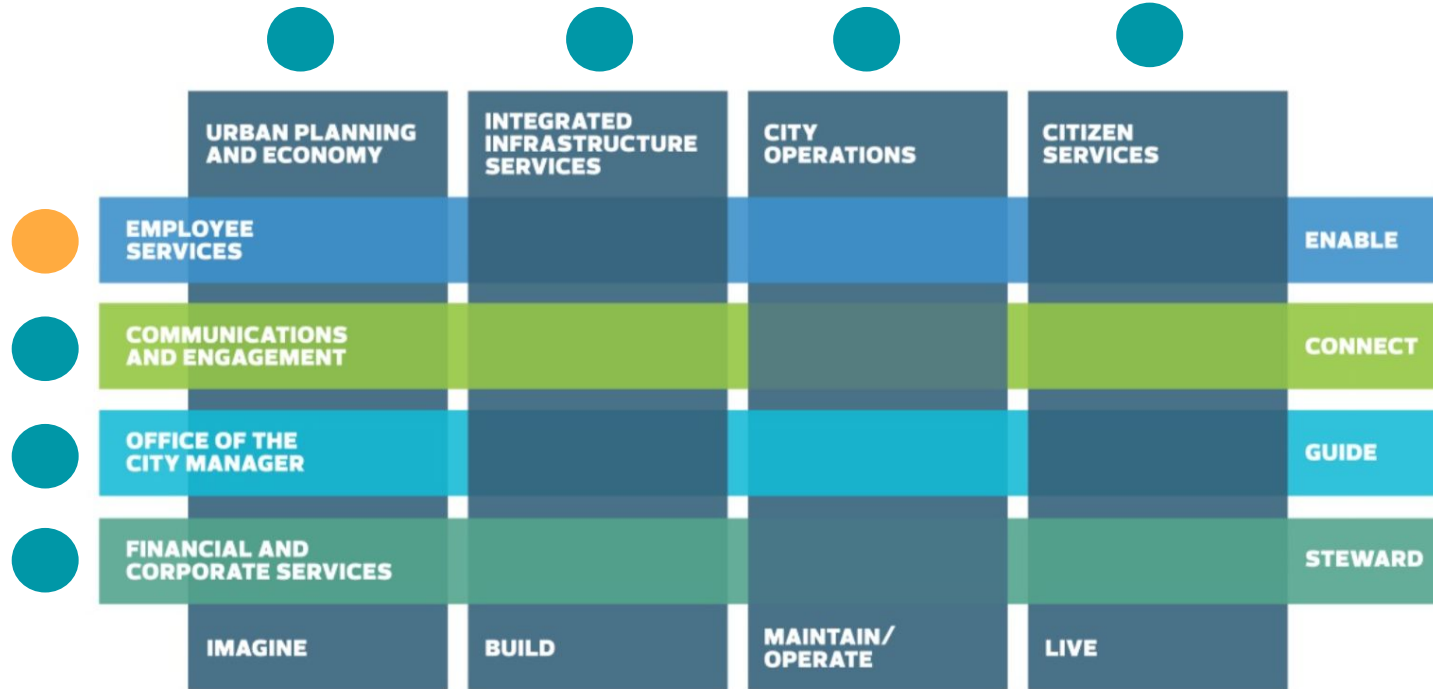 URBAN PLANNING
AND ECONOMY
INTEGRATED
INFRASTRUCTURE
SERVICES
CITY
OPERATIONS
CITIZEN
SERVICES
EMPLOYEE
SERVICES
ENABLE
COMMUNICATIONS
AND ENGAGEMENT
CONNECT
OFFICE OF THE
CITY MANAGER
GUIDE
FINANCIAL AND
CORPORATE SERVICES
STEWARD
IMAGINE
BUILD
MAINTAIN/
OPERATE
LIVE